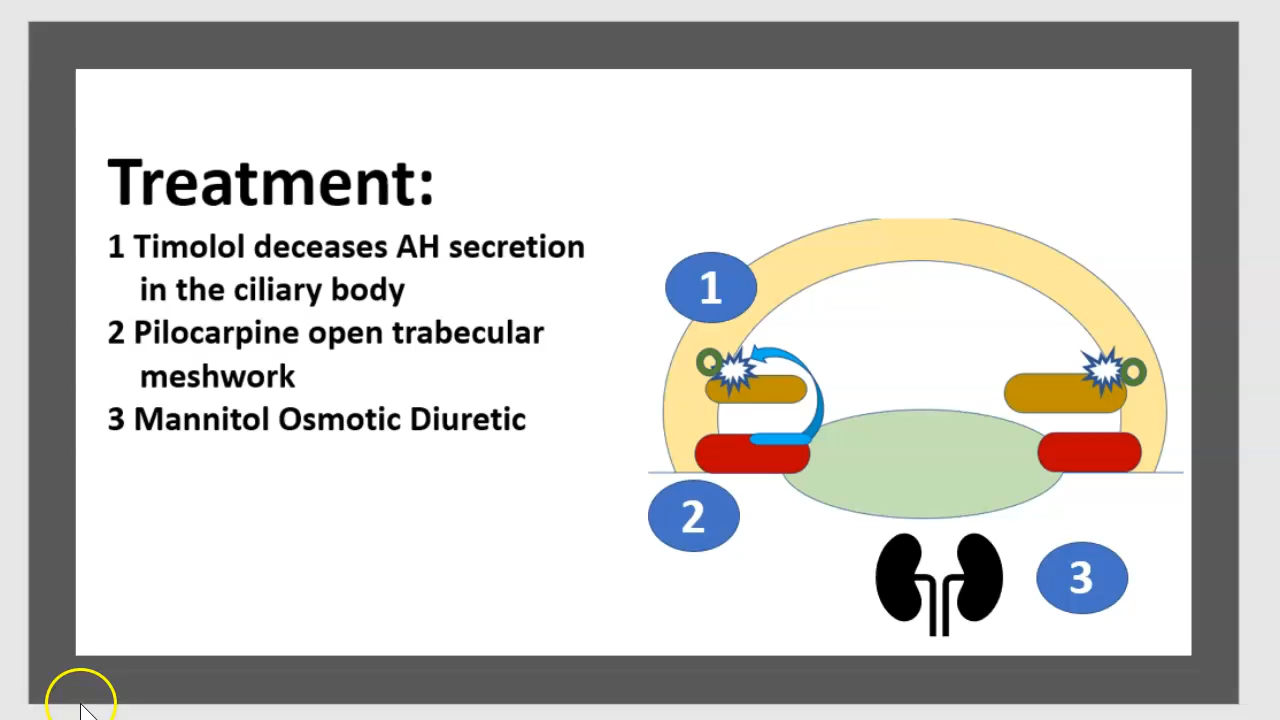 Treatment:
1 Timolol deceases AH secretion
in the ciliary body
2 Pilocarpine open trabecular
meshwork
3 Mannitol Osmotic Diuretic
1
2
3